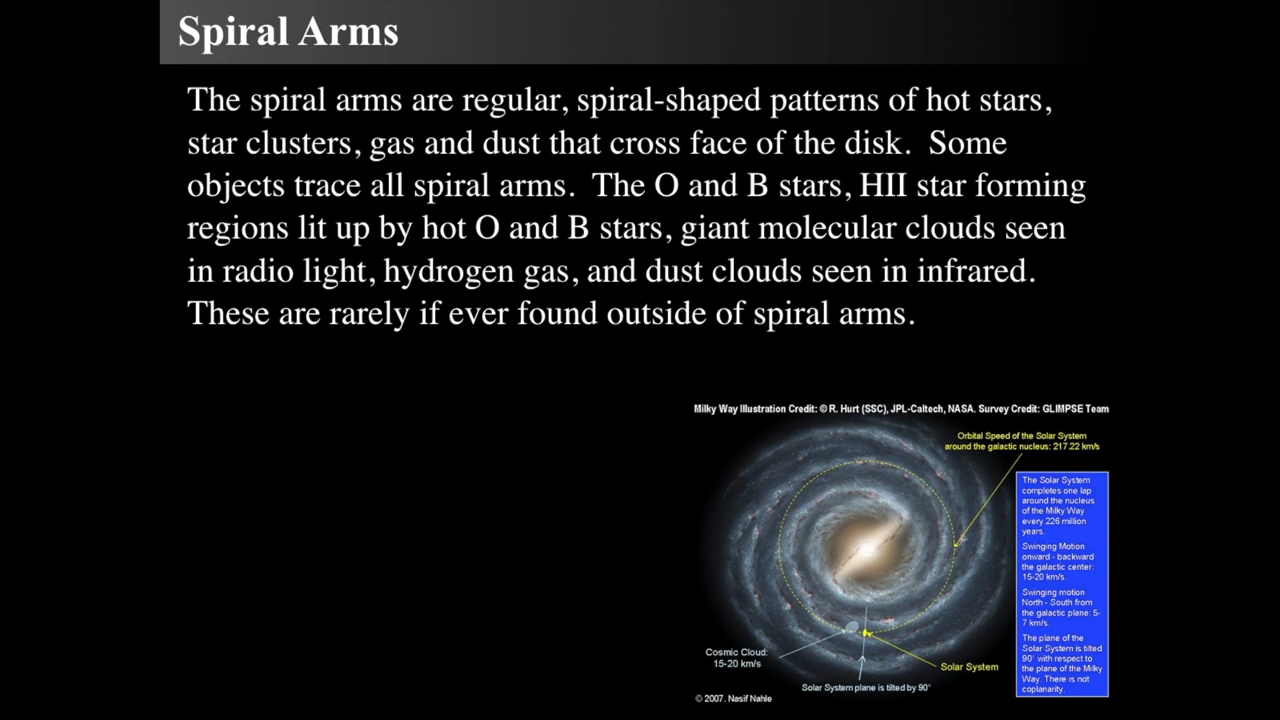 Spiral Arms
The spiral arms are regular, spiral-shaped patterns of hot stars,
star clusters, gas and dust that cross face of the disk.  Some
objects trace all spiral arms.  The O and B stars, HII star forming
regions lit up by hot O and B stars, giant molecular clouds seen
in radio light, hydrogen gas, and dust clouds seen in infrared.
These are rarely if ever found outside of spiral arms.
Milky Way Illustration Credit: © R. Hurt (SSC), JPL-Caltech, NASA. Survey Credit: GLIMPSE Team
Orbital Speed of the Solar System
around the galactic nucleus: 217.22 km/s
The Solar System
completes one lap
around the nucleus
of the Milky Way
every 226 million
years.
Swinging Motion
onward - backward
the galactic center:
15-20 km/s.
Swinging motion
North - South from
the galactic plane: 5-
7 km/s.
The plane of the
Solar System is tilted
90° with respect to
the plane of the Milky
Way. There is not
coplanarity.
Cosmic Cloud:
15-20 km/s
Solar System
Solar System plane is tilted by 90°
© 2007. Nasif Nahle